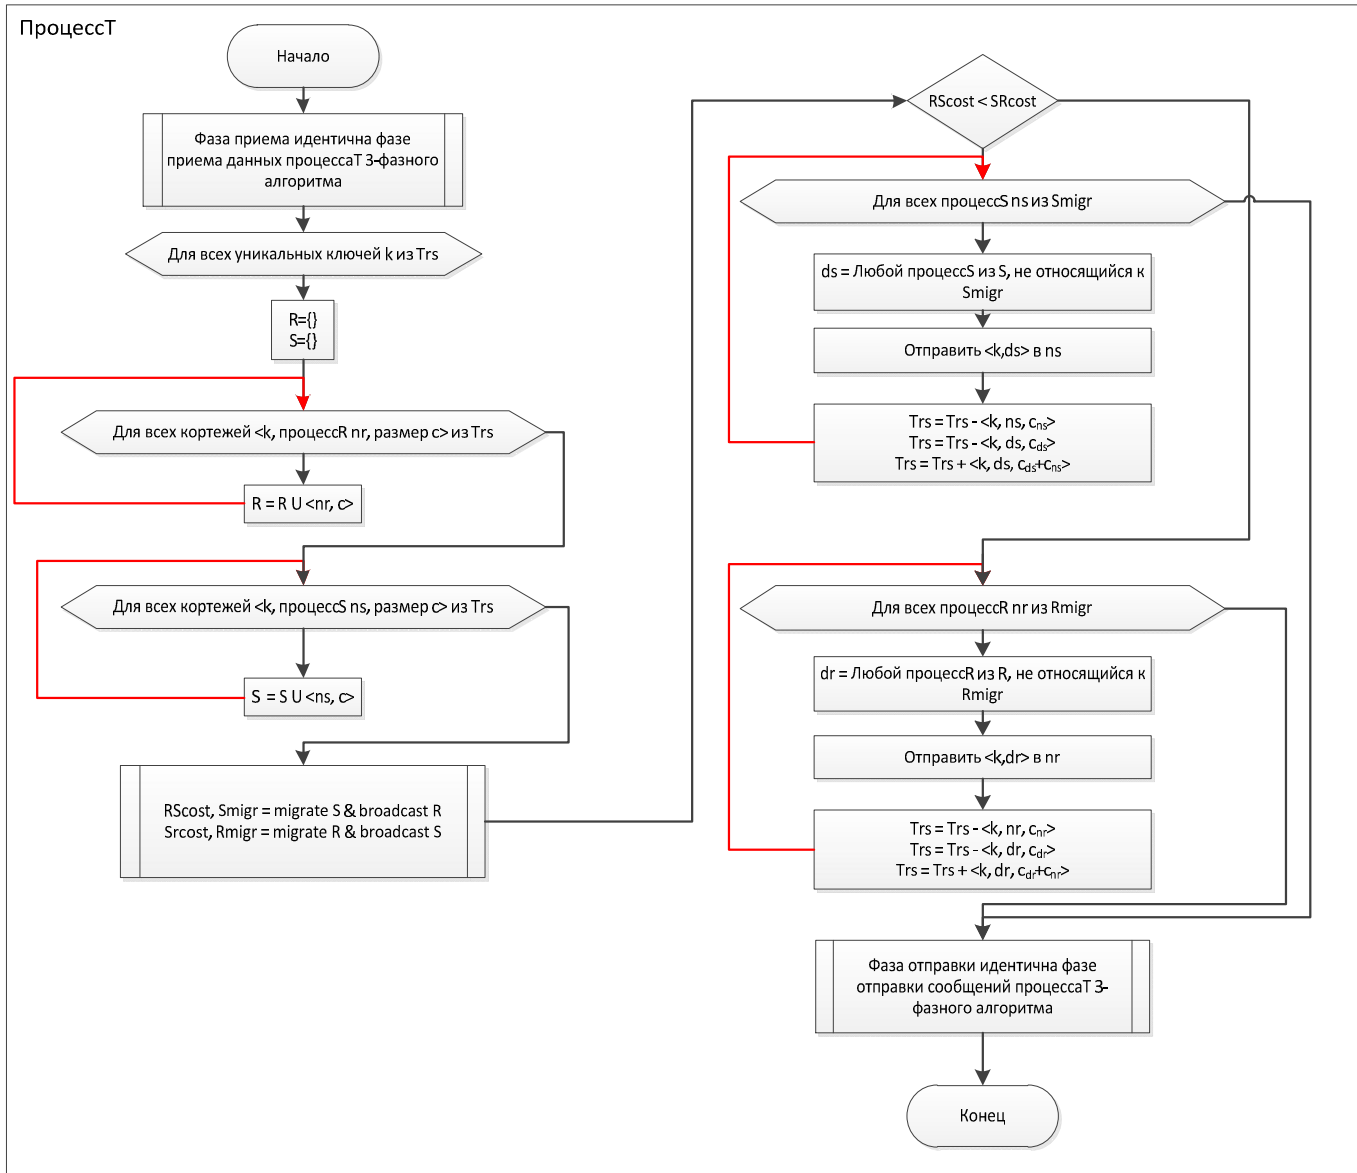 ПроцессT
Начало
Фаза приема идентична фазе
приема данных процессаТ 3-фазного
алгоритма
Для всех уникальных ключей k из Trs
R={}
S={}
Для всех кортежей <k, процессR nr, размер c> из Trs
R = R U <nr, c>
Для всех кортежей <k, процессS ns, размер c> из Trs
S = S U <ns, c>
RScost, Smigr = migrate S & broadcast R
Srcost, Rmigr = migrate R & broadcast S
RScost < SRcost
Для всех процессS ns из Smigr
ds = Любой процессS из S, не относящийся к
Smigr
Отправить <k,ds> в ns
Trs = Trs - <k, ns, cns>
Trs = Trs - <k, ds, cds>
Trs = Trs + <k, ds, cds+cns>
Для всех процессR nr из Rmigr
dr = Любой процессR из R, не относящийся к
Rmigr
Отправить <k,dr> в nr
Trs = Trs - <k, nr, cnr>
Trs = Trs - <k, dr, cdr>
Trs = Trs + <k, dr, cdr+cnr>
Фаза отправки идентична фазе
отправки сообщений процессаТ 3-
фазного алгоритма
Конец